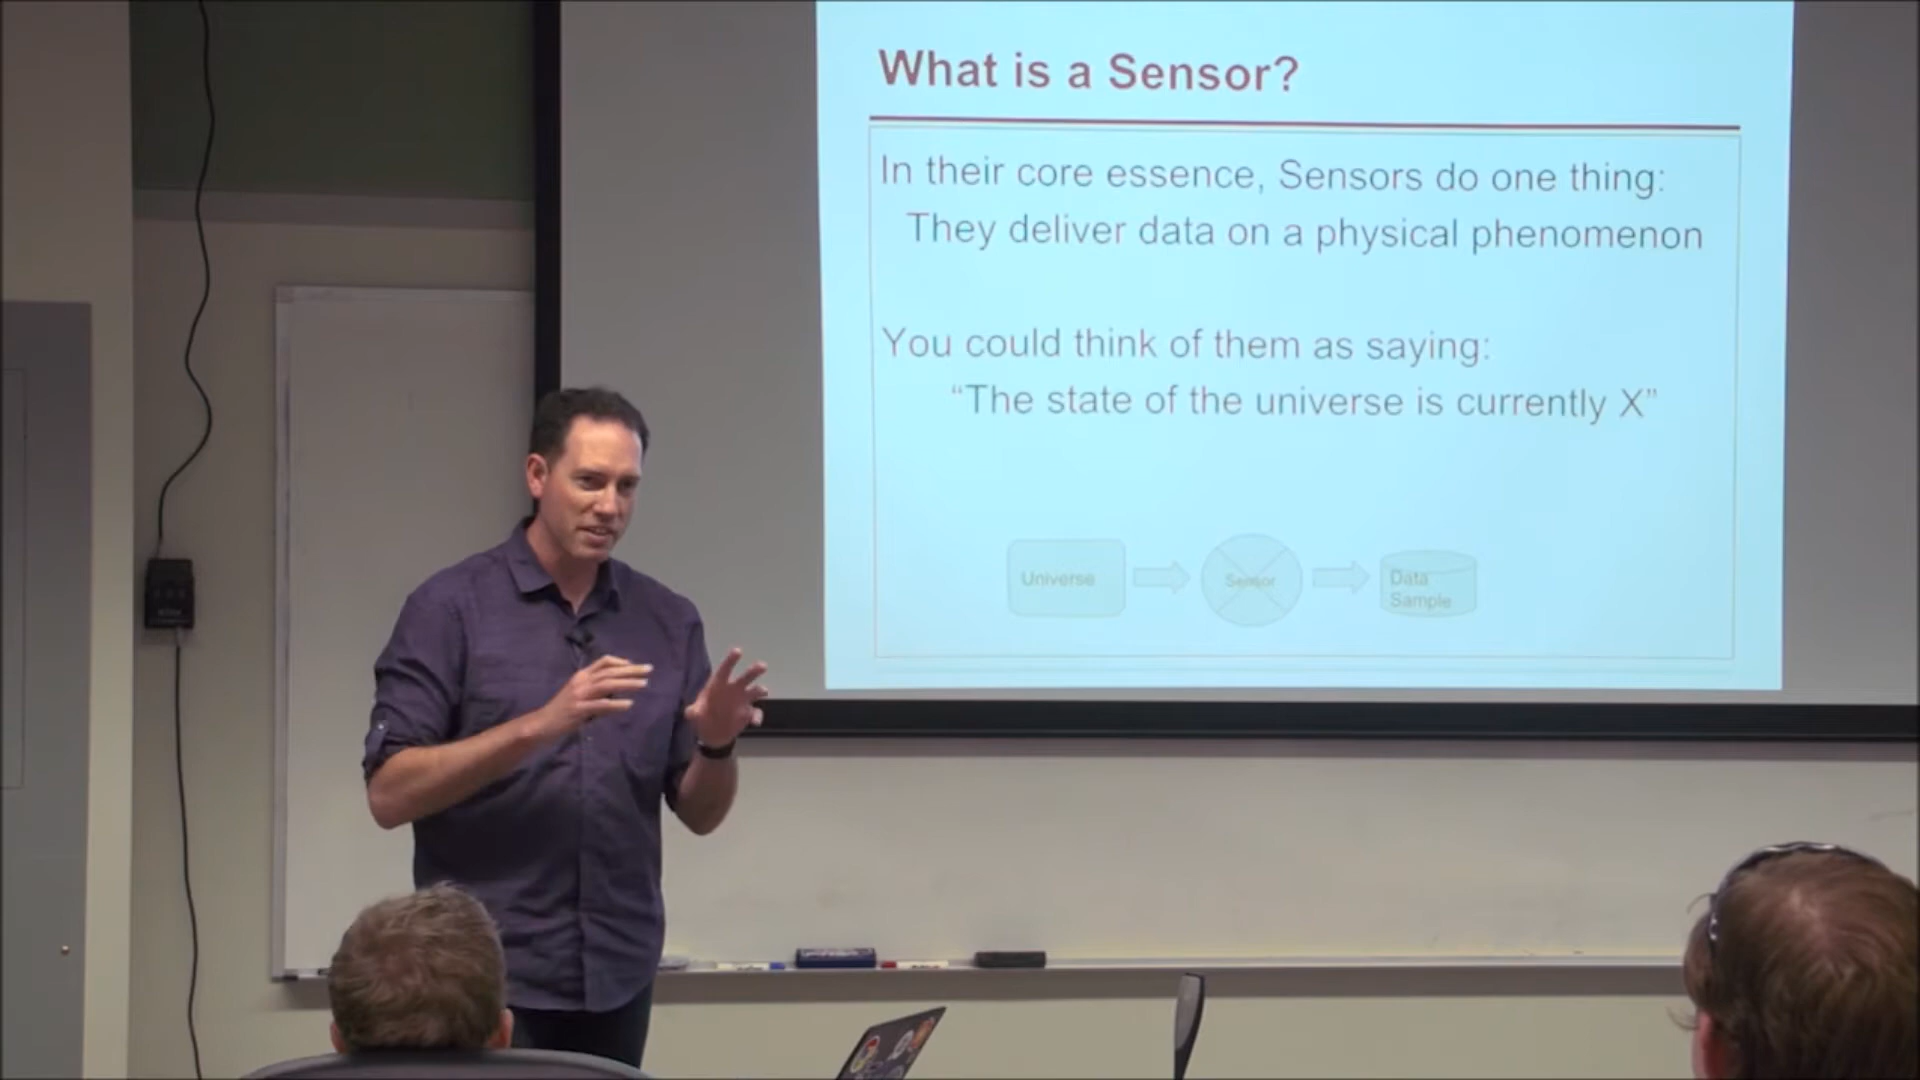 What is a Sensor?
In their core essence, Sensors do one thing:
They deliver data on a physical phenomenon
You could think of them as saying:
“The state of the universe is currently X”
Universe
Sensor
Data
Sample